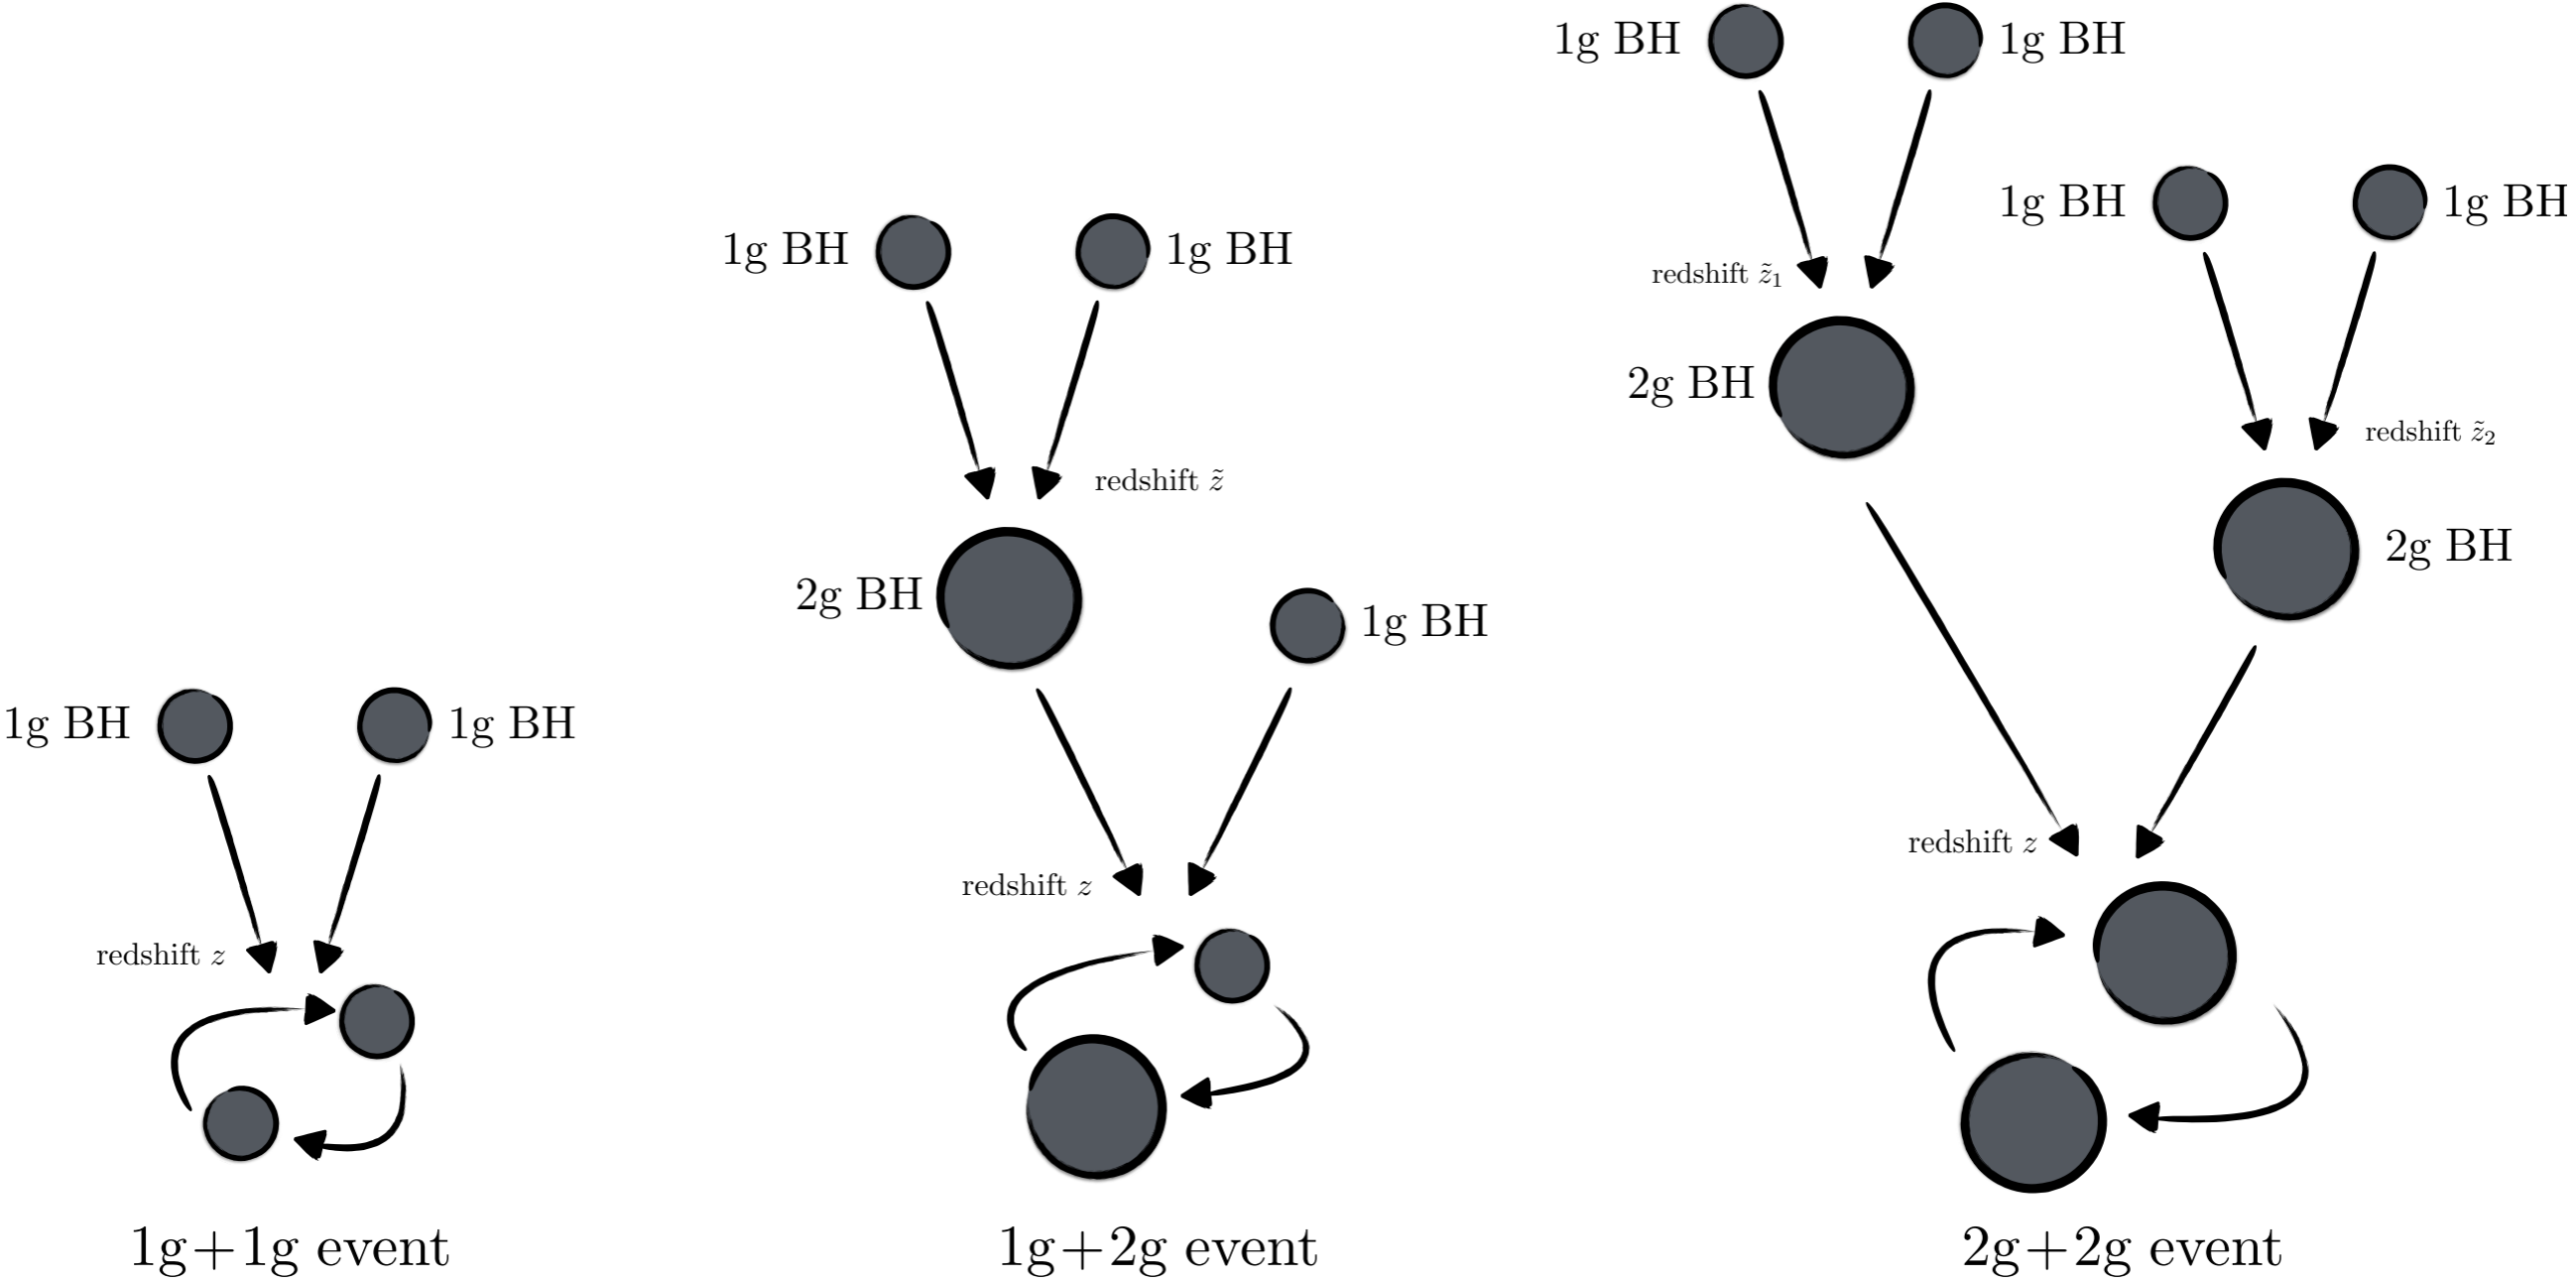 1g BH
1g BH
redshift z
1g+1g event
1g BH
1g BH
redshift z̃
2g BH
1g BH
redshift z
1g+2g event
1g BH
1g BH
1g BH
1g BH
redshift z̃₁
2g BH
redshift z̃₂
2g BH
redshift z
2g+2g event